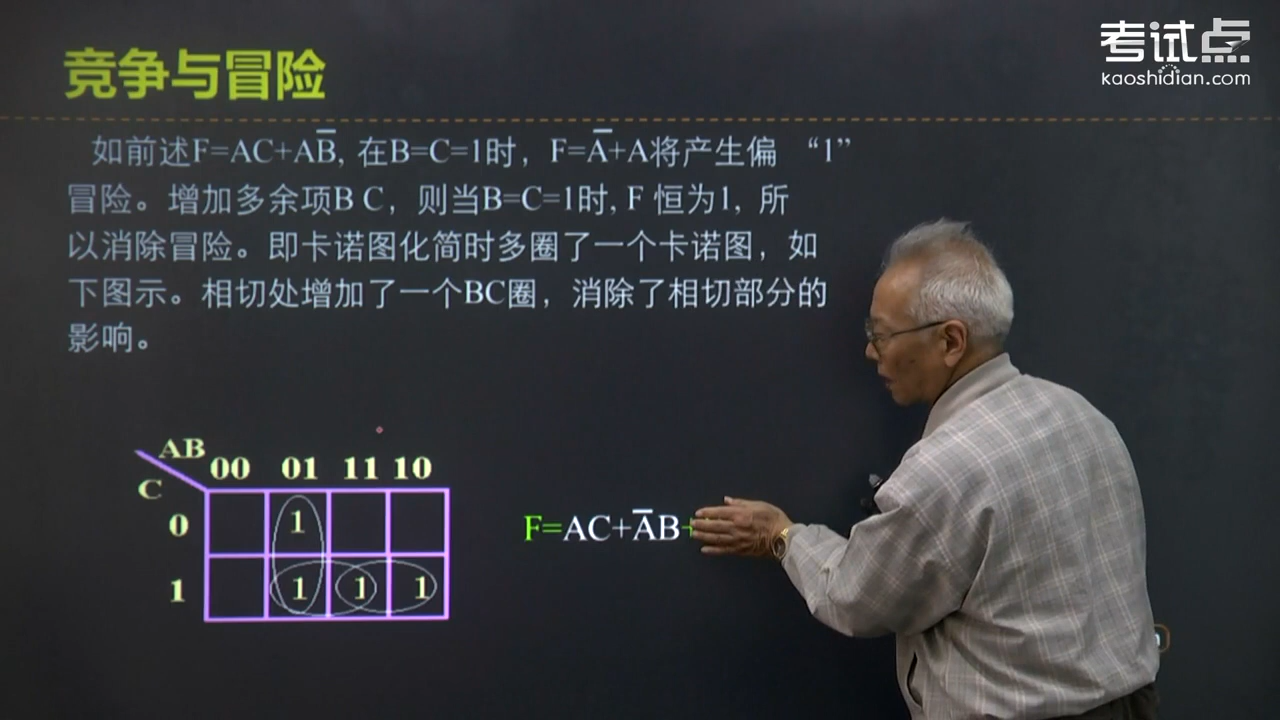 考试点
kaoshidian.com
竞争与冒险
如前述F=AC+AB̅, 在B=C=1时，F=A̅+A将产生偏 “1”
冒险。增加多余项B C，则当B=C=1时, F 恒为1, 所
以消除冒险。即卡诺图化简时多圈了一个卡诺图，如
下图示。相切处增加了一个BC圈，消除了相切部分的
影响。
AB
00 01 11 10
C
0 1
1 1 1 1
F=AC+A̅B+